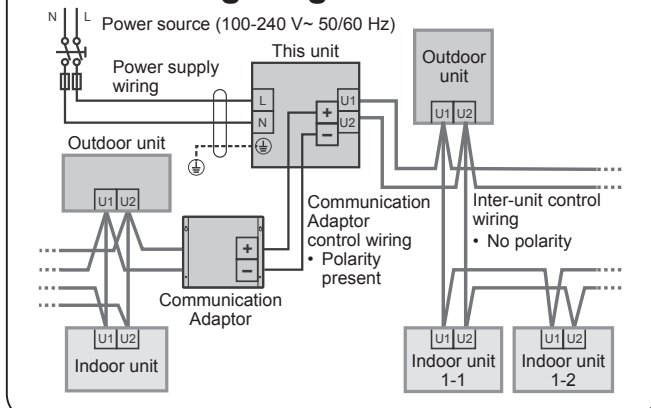 N L
Power source (100-240 V~ 50/60 Hz)
This unit
Power supply
wiring
L
N
U1
U2
+
−
Outdoor
unit
U1 U2
Outdoor unit
U1 U2
+
−
Communication
Adaptor
Communication
Adaptor
control wiring
• Polarity
present
Inter-unit control
wiring
• No polarity
U1 U2
Indoor unit
U1 U2
Indoor unit
1-1
U1 U2
Indoor unit
1-2